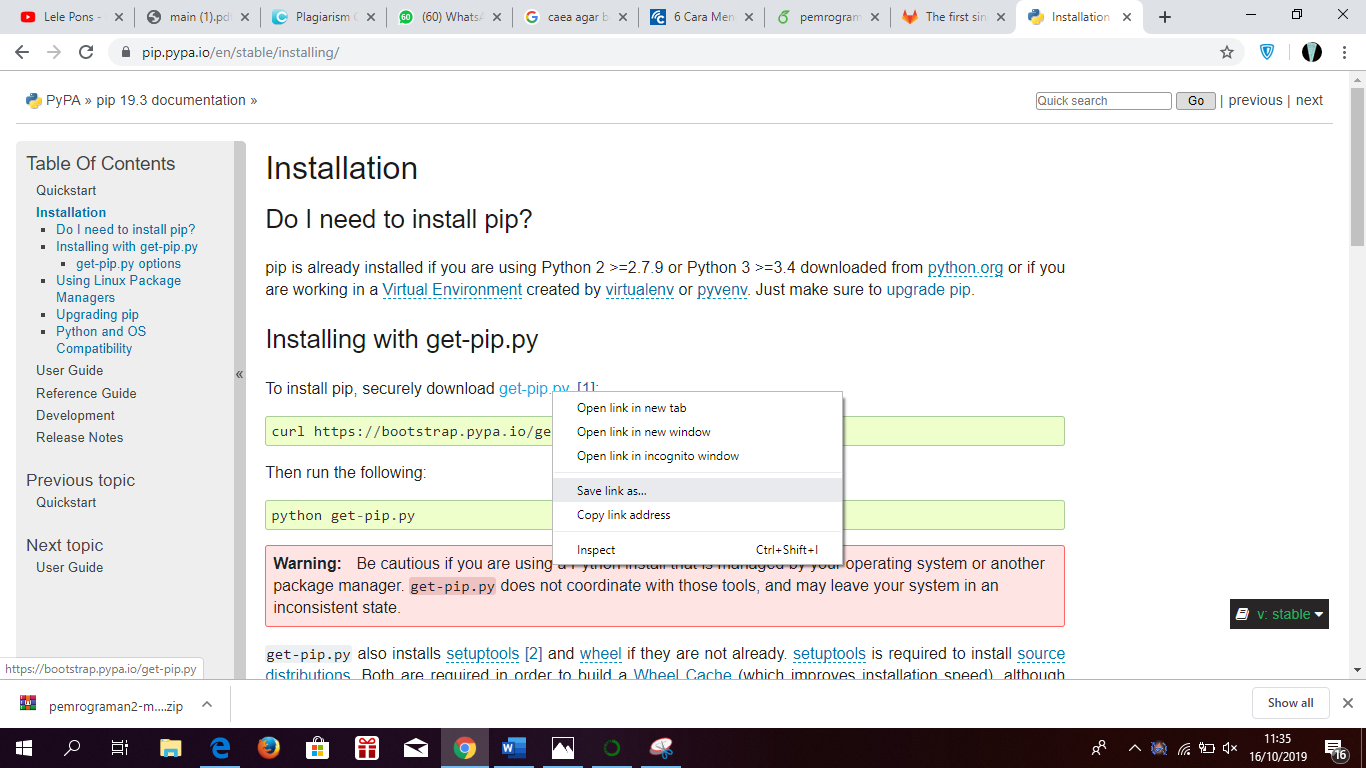 Lele Pons -
main (1).pdf
Plagiarism C
(60) WhatsA
caea agar b
6 Cara Men
pemrogram
The first sin
Installation
pip.pypa.io/en/stable/installing/
PyPA » pip 19.3 documentation »
Quick search Go | previous | next
Table Of Contents
Quickstart
Installation
Do I need to install pip?
Installing with get-pip.py
get-pip.py options
Using Linux Package
Managers
Upgrading pip
Python and OS
Compatibility
User Guide
Reference Guide
Development
Release Notes
Previous topic
Quickstart
Next topic
User Guide
«
Installation
Do I need to install pip?
pip is already installed if you are using Python 2 >=2.7.9 or Python 3 >=3.4 downloaded from python.org or if you
are working in a Virtual Environment created by virtualenv or pyvenv. Just make sure to upgrade pip.
Installing with get-pip.py
To install pip, securely download get-pip.py. [1]:
curl https://bootstrap.pypa.io/ge
Then run the following:
python get-pip.py
Open link in new tab
Open link in new window
Open link in incognito window
Save link as...
Copy link address
Inspect Ctrl+Shift+I
Warning: Be cautious if you are using a Python install that is managed by your operating system or another
package manager. get-pip.py does not coordinate with those tools, and may leave your system in an
inconsistent state.
get-pip.py also installs setuptools [2] and wheel if they are not already. setuptools is required to install source
distributions. Both are required in order to build a Wheel Cache (which improves installation speed), although
v: stable
https://bootstrap.pypa.io/get-pip.py
pemrograman2-m....zip
Show all
11:35
16/10/2019
16